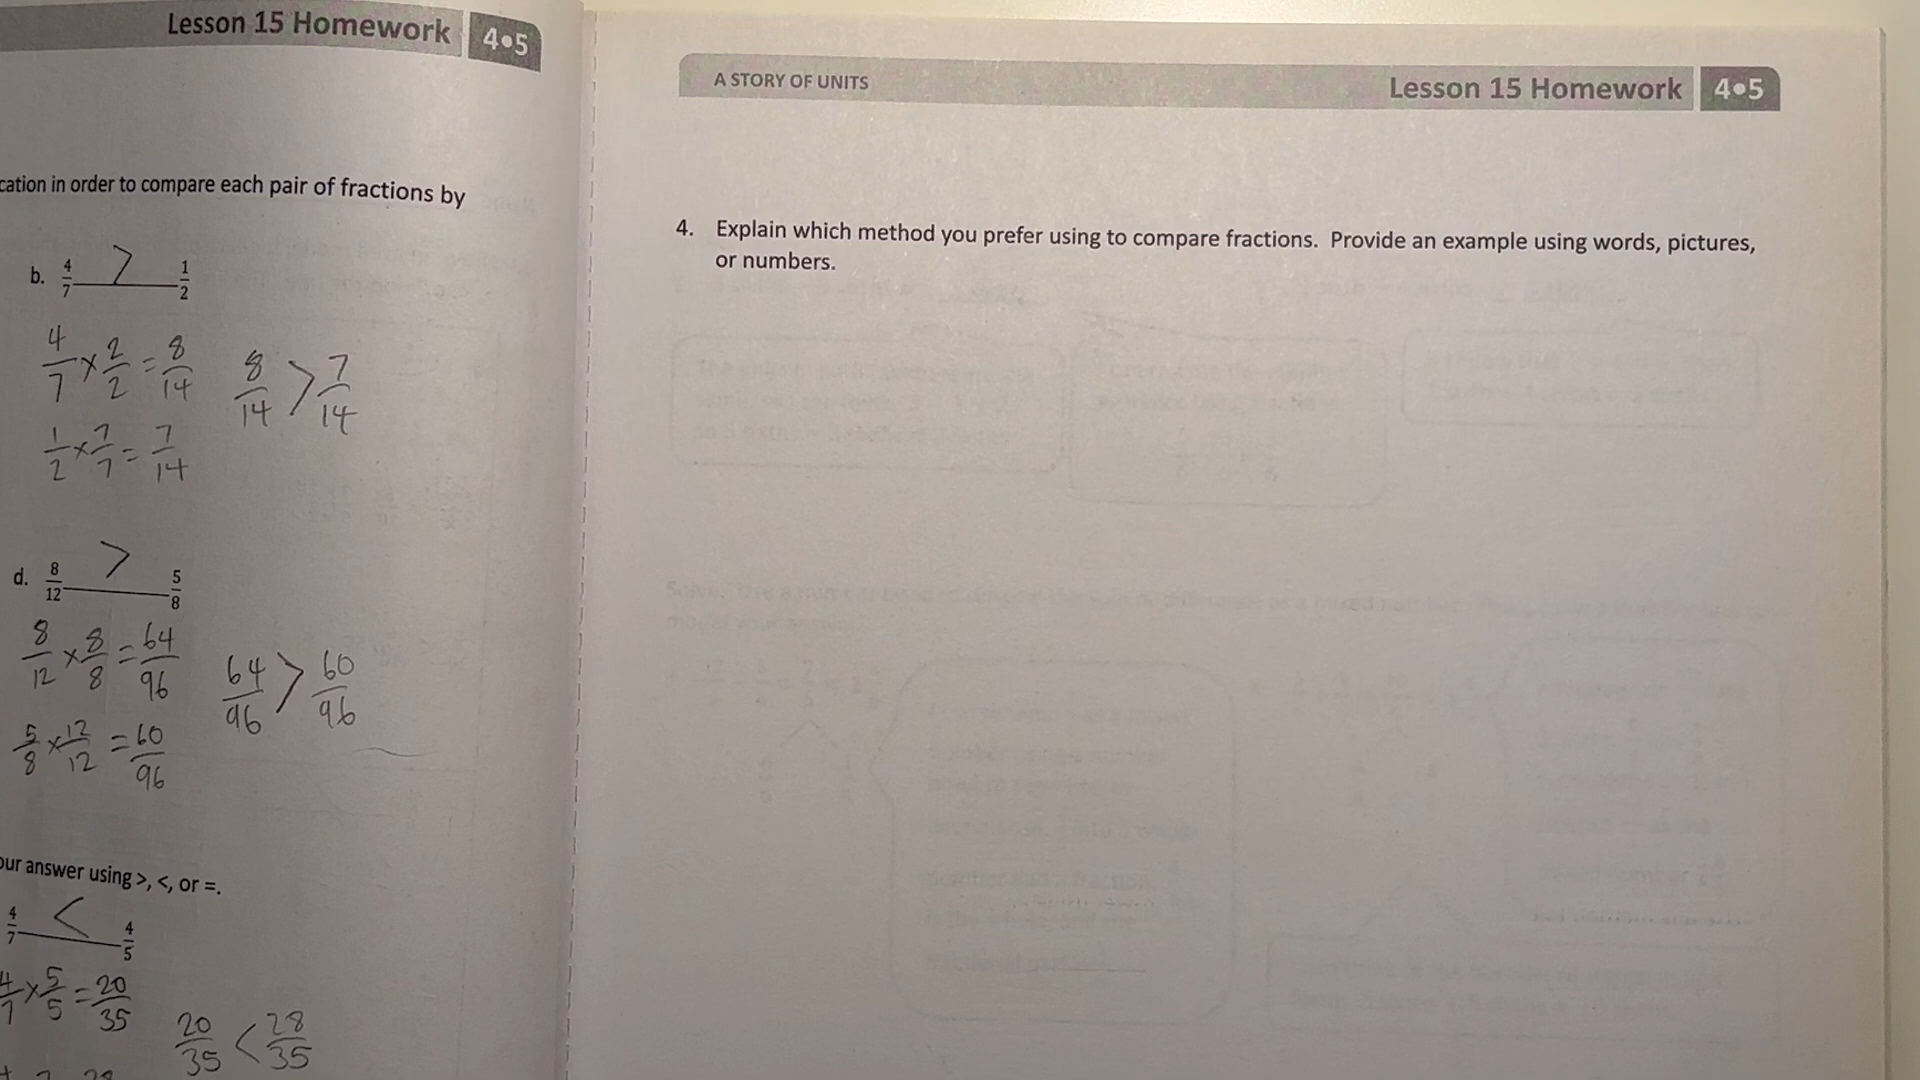 Lesson 15 Homework 4•5
cation in order to compare each pair of fractions by
b. 4/7 > 1/2
4/7 × 2/2 = 8/14 8/14 > 7/14
1/2 × 7/7 = 7/14
d. 8/12 > 5/8
8/12 × 8/8 = 64/96 64/96 > 60/96
5/8 × 12/12 = 60/96
our answer using >, <, or =.
4/7 < 4/5
4/7 × 5/5 = 20/35 20/35 < 28/35
A STORY OF UNITS Lesson 15 Homework 4•5
4. Explain which method you prefer using to compare fractions. Provide an example using words, pictures,
or numbers.